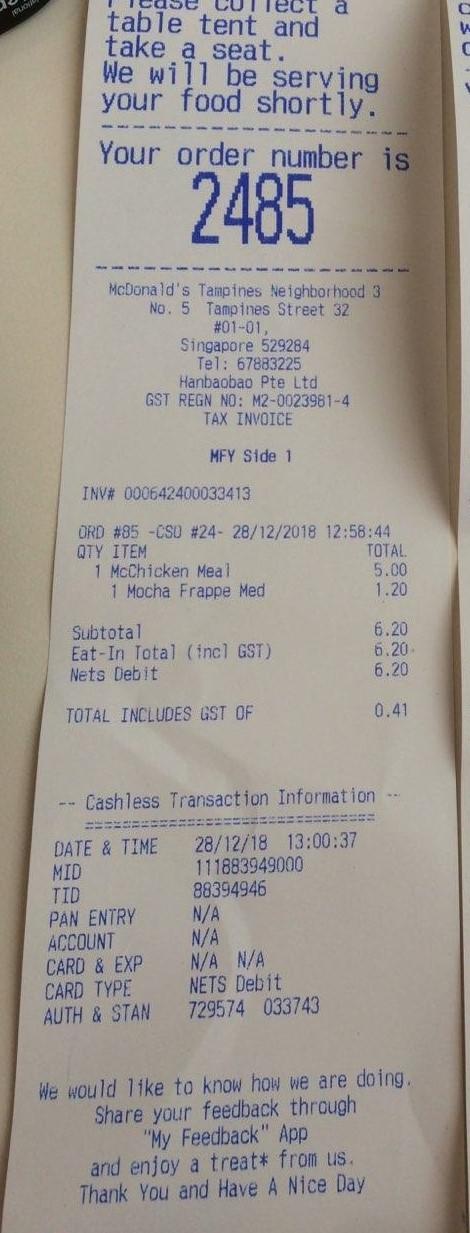 Please collect a
table tent and
take a seat.
We will be serving
your food shortly.
Your order number is
2485
McDonald's Tampines Neighborhood 3
No. 5 Tampines Street 32
#01-01,
Singapore 529284
Tel: 67883225
Hanbaobao Pte Ltd
GST REGN NO: M2-0023981-4
TAX INVOICE
MFY Side 1
INV# 000642400033413
ORD #85 -CSO #24- 28/12/2018 12:58:44
QTY ITEM TOTAL
1 McChicken Meal 5.00
1 Mocha Frappe Med 1.20
Subtotal 6.20
Eat-In Total (incl GST) 6.20
Nets Debit 6.20
TOTAL INCLUDES GST OF 0.41
-- Cashless Transaction Information --
==================================
DATE & TIME 28/12/18 13:00:37
MID 111883949000
TID 88394946
PAN ENTRY N/A
ACCOUNT N/A
CARD & EXP N/A N/A
CARD TYPE NETS Debit
AUTH & STAN 729574 033743
We would like to know how we are doing.
Share your feedback through
"My Feedback" App
and enjoy a treat* from us.
Thank You and Have A Nice Day